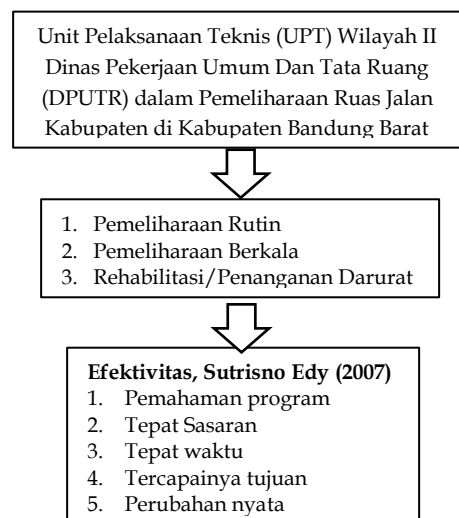 Unit Pelaksanaan Teknis (UPT) Wilayah II
Dinas Pekerjaan Umum Dan Tata Ruang
(DPUTR) dalam Pemeliharaan Ruas Jalan
Kabupaten di Kabupaten Bandung Barat
1. Pemeliharaan Rutin
2. Pemeliharaan Berkala
3. Rehabilitasi/Penanganan Darurat
Efektivitas, Sutrisno Edy (2007)
1. Pemahaman program
2. Tepat Sasaran
3. Tepat waktu
4. Tercapainya tujuan
5. Perubahan nyata